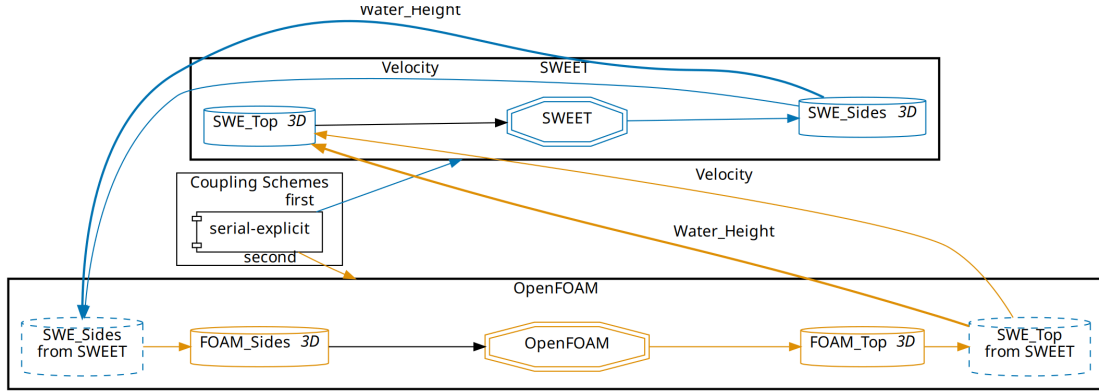 Water_Height
Velocity
SWEET
SWE_Top 3D
SWEET
SWE_Sides 3D
Velocity
Coupling Schemes
first
serial-explicit
second
Water_Height
OpenFOAM
SWE_Sides
from SWEET
FOAM_Sides 3D
OpenFOAM
FOAM_Top 3D
SWE_Top
from SWEET